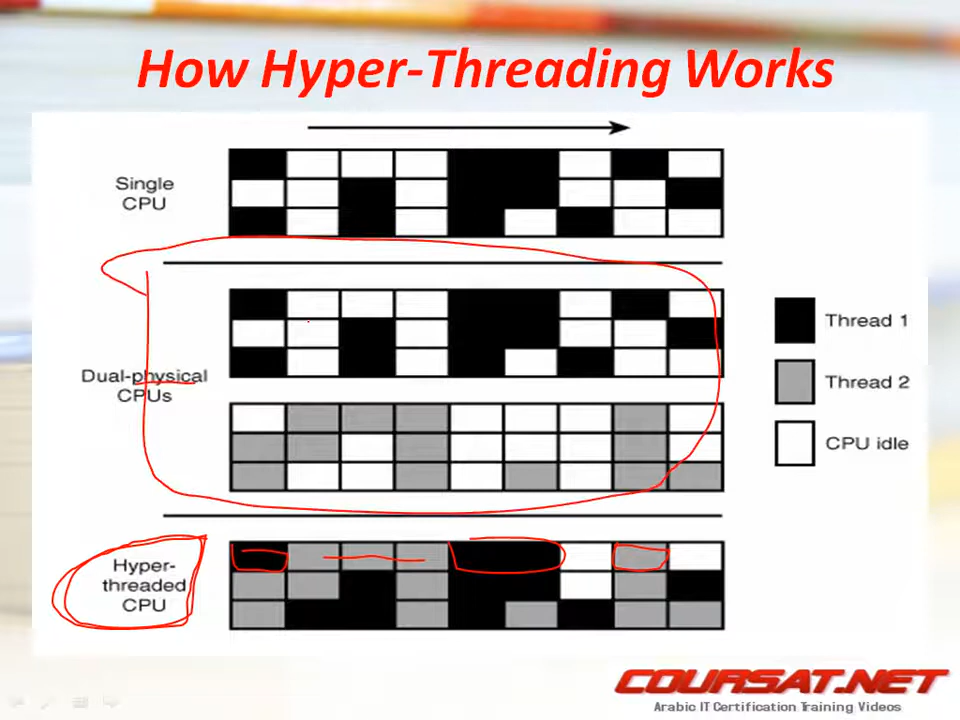 How Hyper-Threading Works
Single
CPU
Dual-physical
CPUs
Thread 1
Thread 2
CPU idle
Hyper-
threaded
CPU
COURSAT.NET
Arabic IT Certification Training Videos